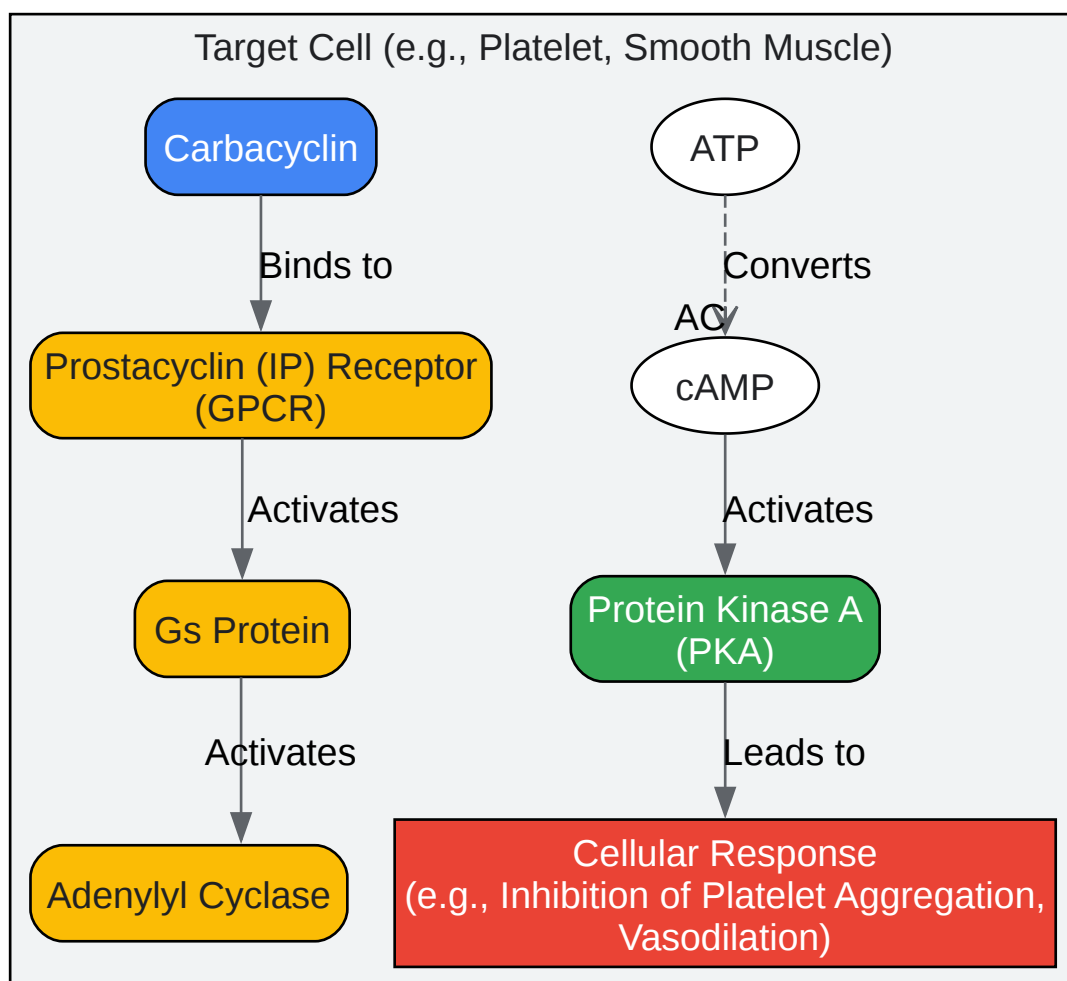 Target Cell (e.g., Platelet, Smooth Muscle)
Carbacyclin
Binds to
Prostacyclin (IP) Receptor
(GPCR)
Activates
Gs Protein
Activates
Adenylyl Cyclase
ATP
Converts
AC
cAMP
Activates
Protein Kinase A
(PKA)
Leads to
Cellular Response
(e.g., Inhibition of Platelet Aggregation,
Vasodilation)